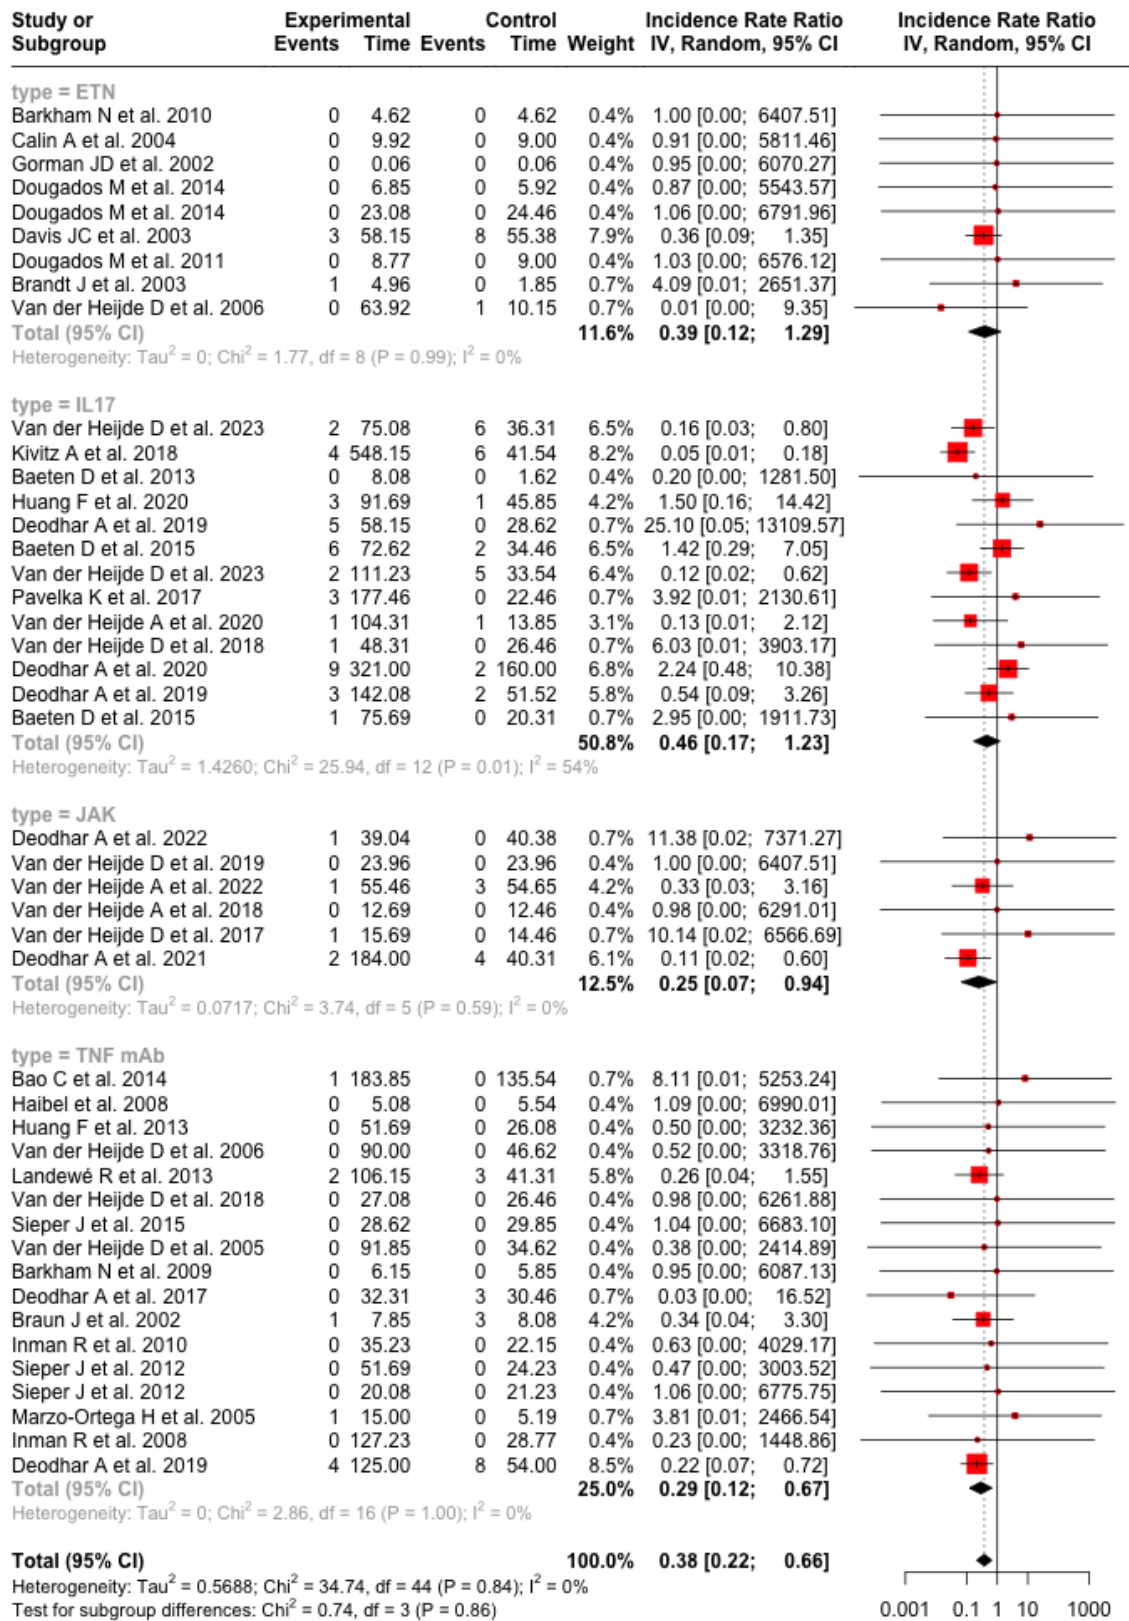 Study or Experimental Control Incidence Rate Ratio Incidence Rate Ratio
Subgroup Events Time Events Time Weight IV, Random, 95% CI IV, Random, 95% CI
type = ETN
Barkham N et al. 2010 0 4.62 0 4.62 0.4% 1.00 [0.00; 6407.51]
Calin A et al. 2004 0 9.92 0 9.00 0.4% 0.91 [0.00; 5811.46]
Gorman JD et al. 2002 0 0.06 0 0.06 0.4% 0.95 [0.00; 6070.27]
Dougados M et al. 2014 0 6.85 0 5.92 0.4% 0.87 [0.00; 5543.57]
Dougados M et al. 2014 0 23.08 0 24.46 0.4% 1.06 [0.00; 6791.96]
Davis JC et al. 2003 3 58.15 8 55.38 7.9% 0.36 [0.09; 1.35]
Dougados M et al. 2011 0 8.77 0 9.00 0.4% 1.03 [0.00; 6576.12]
Brandt J et al. 2003 1 4.96 0 1.85 0.7% 4.09 [0.01; 2651.37]
Van der Heijde D et al. 2006 0 63.92 1 10.15 0.7% 0.01 [0.00; 9.35]
Total (95% CI) 11.6% 0.39 [0.12; 1.29]
Heterogeneity: Tau² = 0; Chi² = 1.77, df = 8 (P = 0.99); I² = 0%
type = IL17
Van der Heijde D et al. 2023 2 75.08 6 36.31 6.5% 0.16 [0.03; 0.80]
Kivitz A et al. 2018 4 548.15 6 41.54 8.2% 0.05 [0.01; 0.18]
Baeten D et al. 2013 0 8.08 0 1.62 0.4% 0.20 [0.00; 1281.50]
Huang F et al. 2020 3 91.69 1 45.85 4.2% 1.50 [0.16; 14.42]
Deodhar A et al. 2019 5 58.15 0 28.62 0.7% 25.10 [0.05; 13109.57]
Baeten D et al. 2015 6 72.62 2 34.46 6.5% 1.42 [0.29; 7.05]
Van der Heijde D et al. 2023 2 111.23 5 33.54 6.4% 0.12 [0.02; 0.62]
Pavelka K et al. 2017 3 177.46 0 22.46 0.7% 3.92 [0.01; 2130.61]
Van der Heijde A et al. 2020 1 104.31 1 13.85 3.1% 0.13 [0.01; 2.12]
Van der Heijde D et al. 2018 1 48.31 0 26.46 0.7% 6.03 [0.01; 3903.17]
Deodhar A et al. 2020 9 321.00 2 160.00 6.8% 2.24 [0.48; 10.38]
Deodhar A et al. 2019 3 142.08 2 51.52 5.8% 0.54 [0.09; 3.26]
Baeten D et al. 2015 1 75.69 0 20.31 0.7% 2.95 [0.00; 1911.73]
Total (95% CI) 50.8% 0.46 [0.17; 1.23]
Heterogeneity: Tau² = 1.4260; Chi² = 25.94, df = 12 (P = 0.01); I² = 54%
type = JAK
Deodhar A et al. 2022 1 39.04 0 40.38 0.7% 11.38 [0.02; 7371.27]
Van der Heijde D et al. 2019 0 23.96 0 23.96 0.4% 1.00 [0.00; 6407.51]
Van der Heijde A et al. 2022 1 55.46 3 54.65 4.2% 0.33 [0.03; 3.16]
Van der Heijde A et al. 2018 0 12.69 0 12.46 0.4% 0.98 [0.00; 6291.01]
Van der Heijde D et al. 2017 1 15.69 0 14.46 0.7% 10.14 [0.02; 6566.69]
Deodhar A et al. 2021 2 184.00 4 40.31 6.1% 0.11 [0.02; 0.60]
Total (95% CI) 12.5% 0.25 [0.07; 0.94]
Heterogeneity: Tau² = 0.0717; Chi² = 3.74, df = 5 (P = 0.59); I² = 0%
type = TNF mAb
Bao C et al. 2014 1 183.85 0 135.54 0.7% 8.11 [0.01; 5253.24]
Haibel et al. 2008 0 5.08 0 5.54 0.4% 1.09 [0.00; 6990.01]
Huang F et al. 2013 0 51.69 0 26.08 0.4% 0.50 [0.00; 3232.36]
Van der Heijde D et al. 2006 0 90.00 0 46.62 0.4% 0.52 [0.00; 3318.76]
Landewé R et al. 2013 2 106.15 3 41.31 5.8% 0.26 [0.04; 1.55]
Van der Heijde D et al. 2018 0 27.08 0 26.46 0.4% 0.98 [0.00; 6261.88]
Sieper J et al. 2015 0 28.62 0 29.85 0.4% 1.04 [0.00; 6683.10]
Van der Heijde D et al. 2005 0 91.85 0 34.62 0.4% 0.38 [0.00; 2414.89]
Barkham N et al. 2009 0 6.15 0 5.85 0.4% 0.95 [0.00; 6087.13]
Deodhar A et al. 2017 0 32.31 3 30.46 0.7% 0.03 [0.00; 16.52]
Braun J et al. 2002 1 7.85 3 8.08 4.2% 0.34 [0.04; 3.30]
Inman R et al. 2010 0 35.23 0 22.15 0.4% 0.63 [0.00; 4029.17]
Sieper J et al. 2012 0 51.69 0 24.23 0.4% 0.47 [0.00; 3003.52]
Sieper J et al. 2012 0 20.08 0 21.23 0.4% 1.06 [0.00; 6775.75]
Marzo-Ortega H et al. 2005 1 15.00 0 5.19 0.7% 3.81 [0.01; 2466.54]
Inman R et al. 2008 0 127.23 0 28.77 0.4% 0.23 [0.00; 1448.86]
Deodhar A et al. 2019 4 125.00 8 54.00 8.5% 0.22 [0.07; 0.72]
Total (95% CI) 25.0% 0.29 [0.12; 0.67]
Heterogeneity: Tau² = 0; Chi² = 2.86, df = 16 (P = 1.00); I² = 0%
Total (95% CI) 100.0% 0.38 [0.22; 0.66]
Heterogeneity: Tau² = 0.5688; Chi² = 34.74, df = 44 (P = 0.84); I² = 0%
Test for subgroup differences: Chi² = 0.74, df = 3 (P = 0.86)
0.001 0.1 1 10 1000